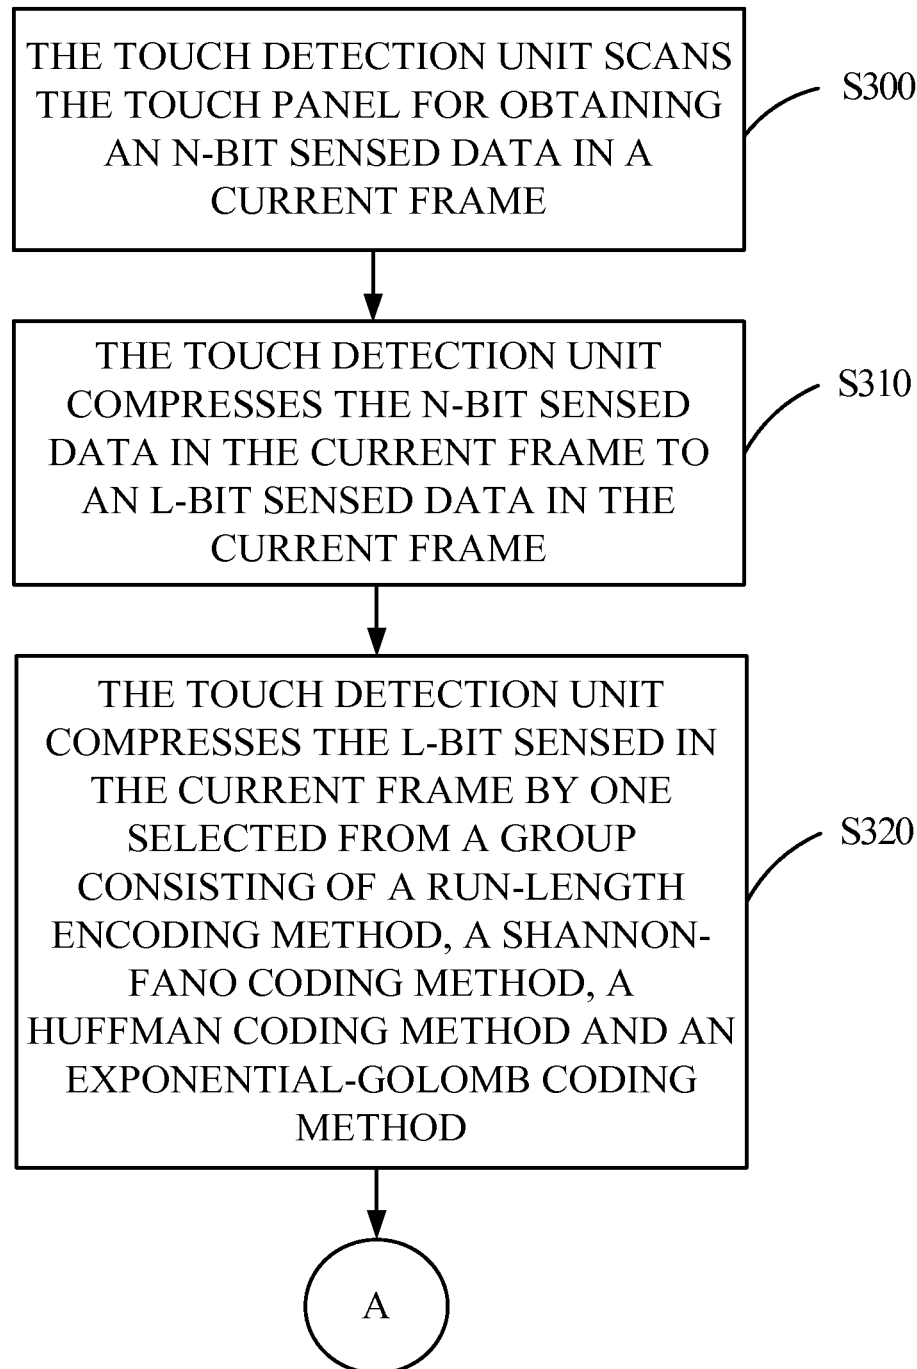 THE TOUCH DETECTION UNIT SCANS
THE TOUCH PANEL FOR OBTAINING
AN N-BIT SENSED DATA IN A
CURRENT FRAME
S300
THE TOUCH DETECTION UNIT
COMPRESSES THE N-BIT SENSED
DATA IN THE CURRENT FRAME TO
AN L-BIT SENSED DATA IN THE
CURRENT FRAME
S310
THE TOUCH DETECTION UNIT
COMPRESSES THE L-BIT SENSED IN
THE CURRENT FRAME BY ONE
SELECTED FROM A GROUP
CONSISTING OF A RUN-LENGTH
ENCODING METHOD, A SHANNON-
FANO CODING METHOD, A
HUFFMAN CODING METHOD AND AN
EXPONENTIAL-GOLOMB CODING
METHOD
S320
A